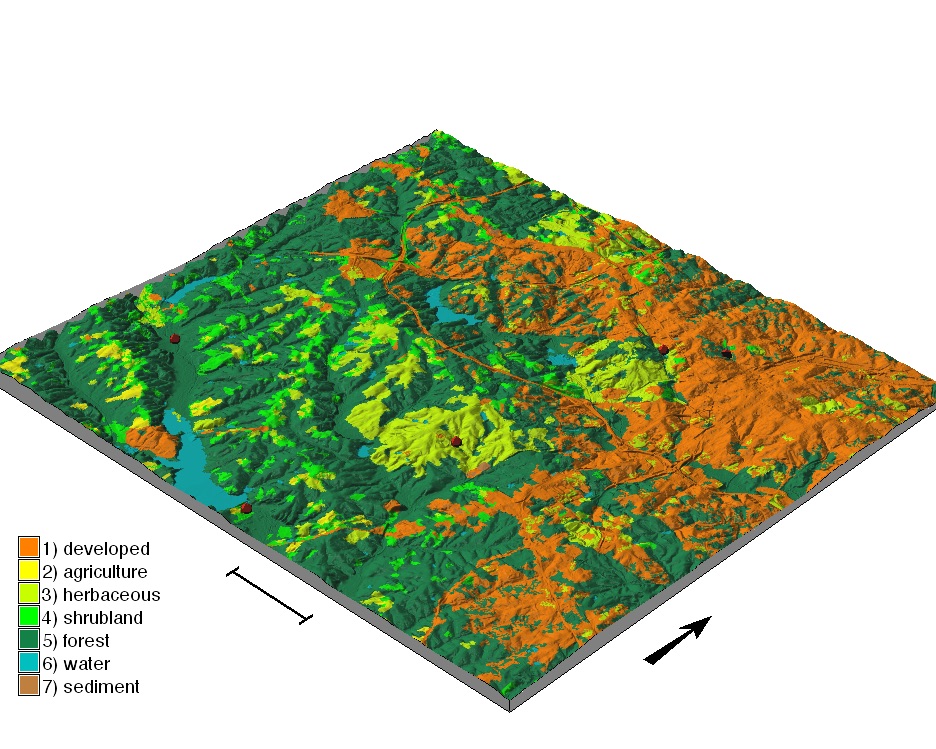 1) developed
2) agriculture
3) herbaceous
4) shrubland
5) forest
6) water
7) sediment